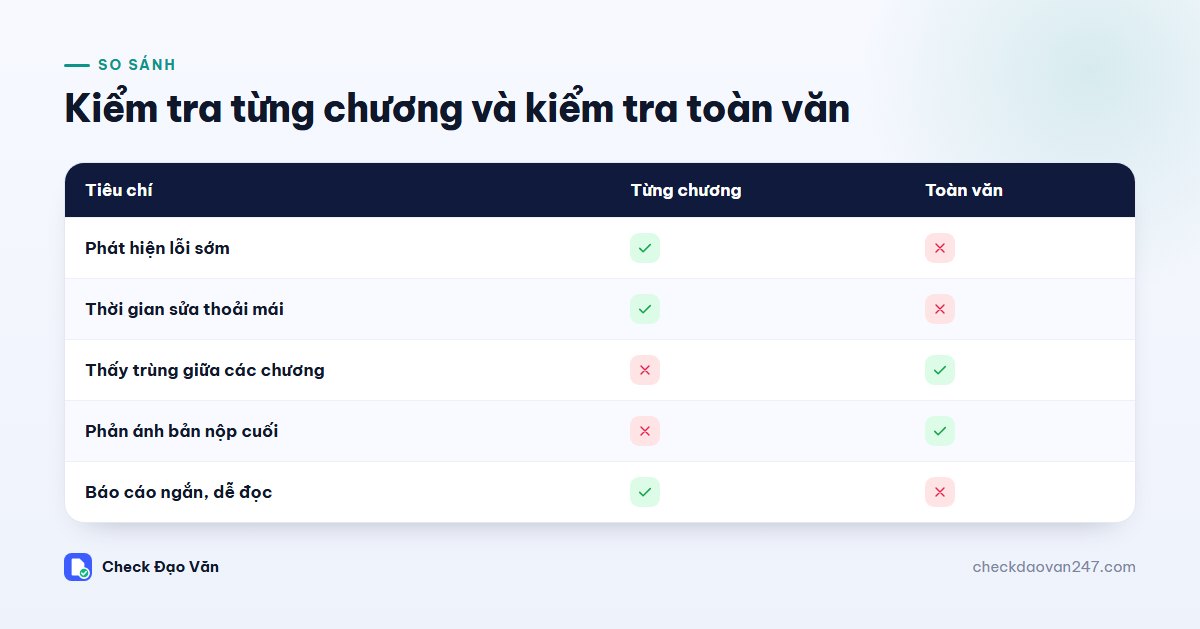 SO SÁNH
Kiểm tra từng chương và kiểm tra toàn văn
Tiêu chí Từng chương Toàn văn
Phát hiện lỗi sớm
Thời gian sửa thoải mái
Thấy trùng giữa các chương
Phản ánh bản nộp cuối
Báo cáo ngắn, dễ đọc
Check Đạo Văn checkdaovan247.com